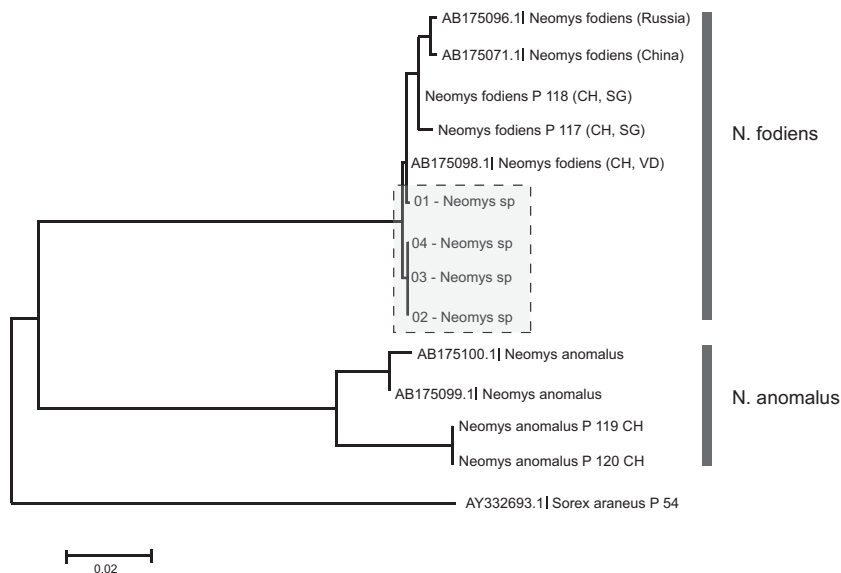 AB175096.1| Neomys fodiens (Russia)
AB175071.1| Neomys fodiens (China)
Neomys fodiens P 118 (CH, SG)
Neomys fodiens P 117 (CH, SG)
N. fodiens
AB175098.1| Neomys fodiens (CH, VD)
01 - Neomys sp
04 - Neomys sp
03 - Neomys sp
02 - Neomys sp
AB175100.1| Neomys anomalus
AB175099.1| Neomys anomalus
N. anomalus
Neomys anomalus P 119 CH
Neomys anomalus P 120 CH
AY332693.1| Sorex araneus P 54
0.02